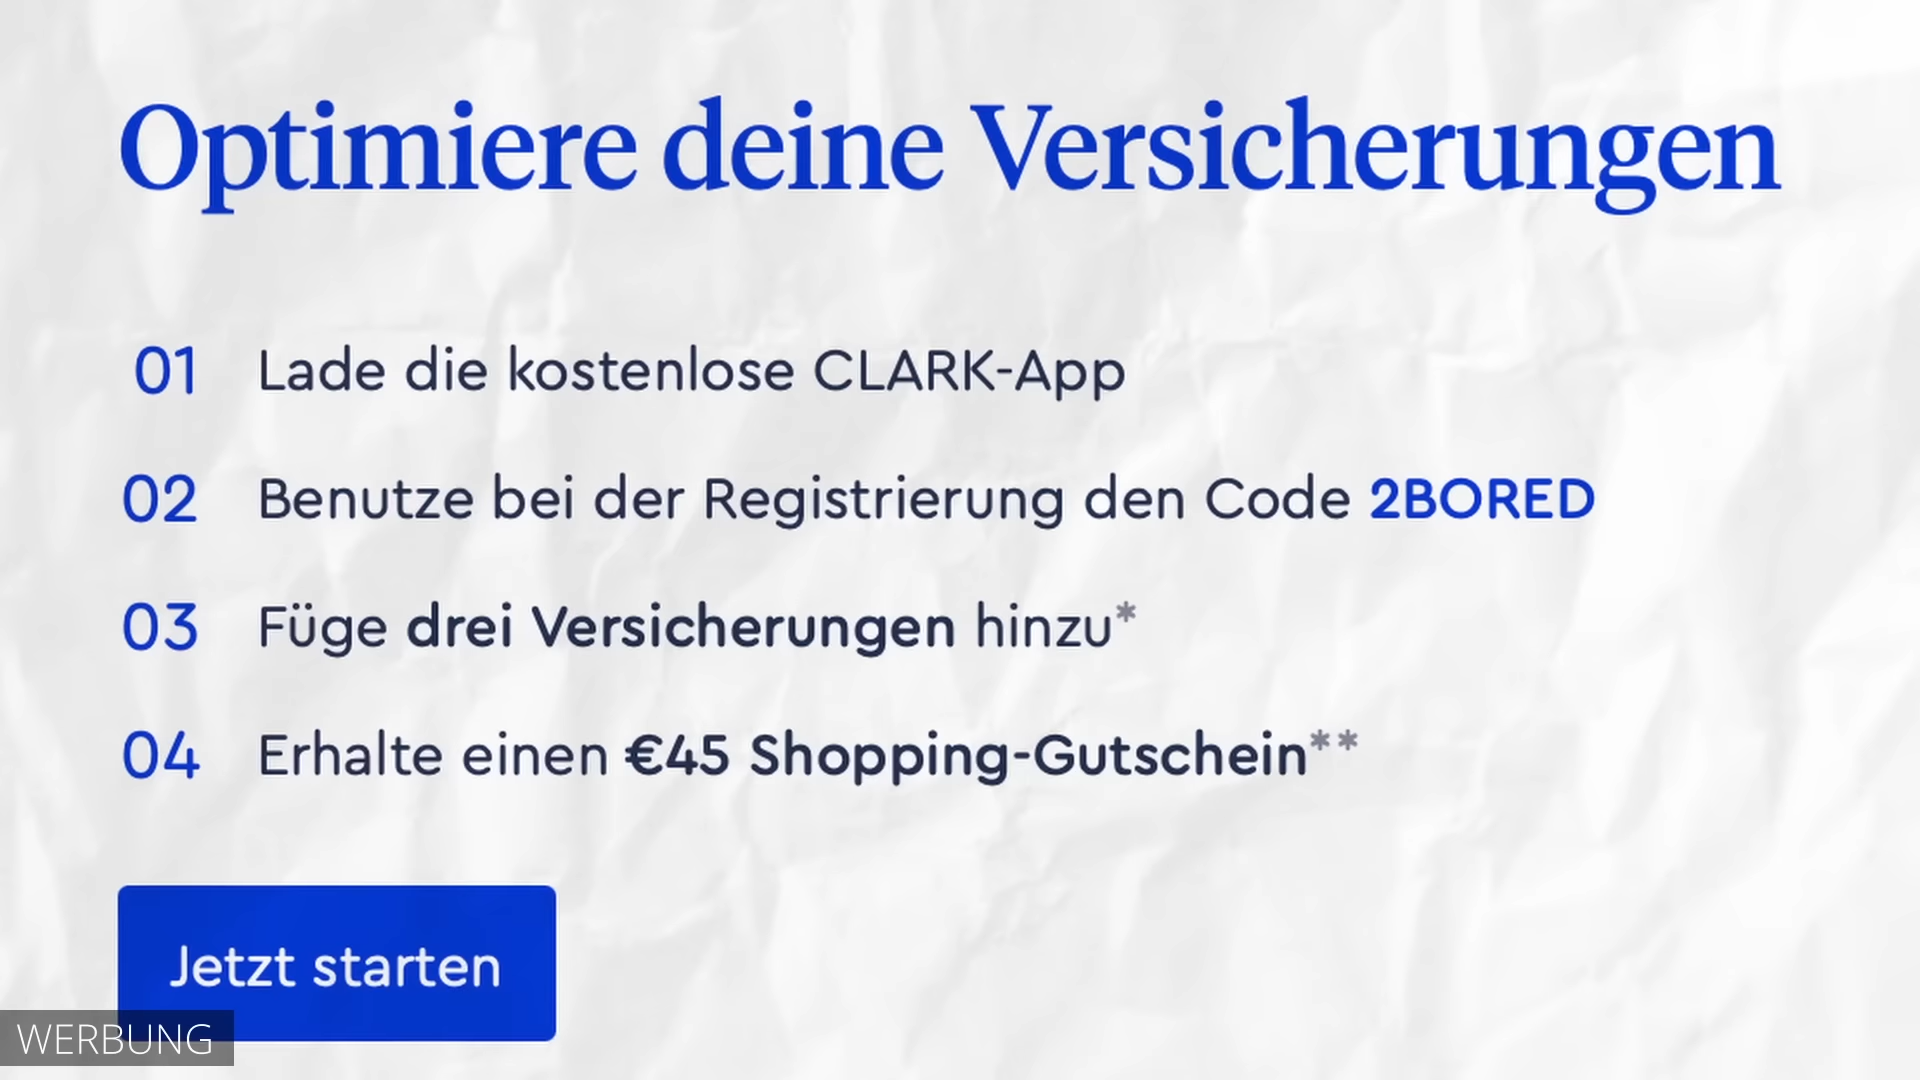 Optimiere deine Versicherungen
01 Lade die kostenlose CLARK-App
02 Benutze bei der Registrierung den Code 2BORED
03 Füge drei Versicherungen hinzu*
04 Erhalte einen €45 Shopping-Gutschein**
Jetzt starten
WERBUNG